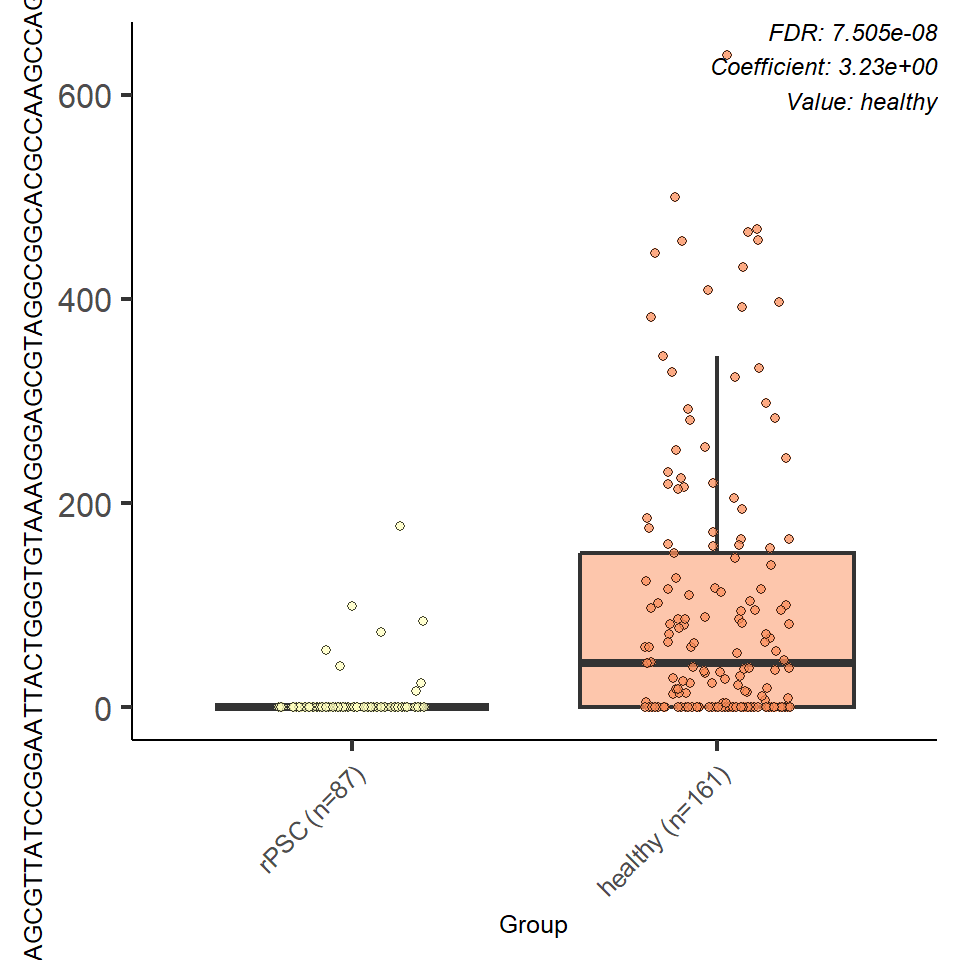 FDR: 7.505e-08
Coefficient: 3.23e+00
Value: healthy
600
400
200
0
AGCGTTATCCGGAATTACTGGGTGTAAAGGGAGCGTAGGCGGCACGCCAAGCCAG
rPSC (n=87)
healthy (n=161)
Group